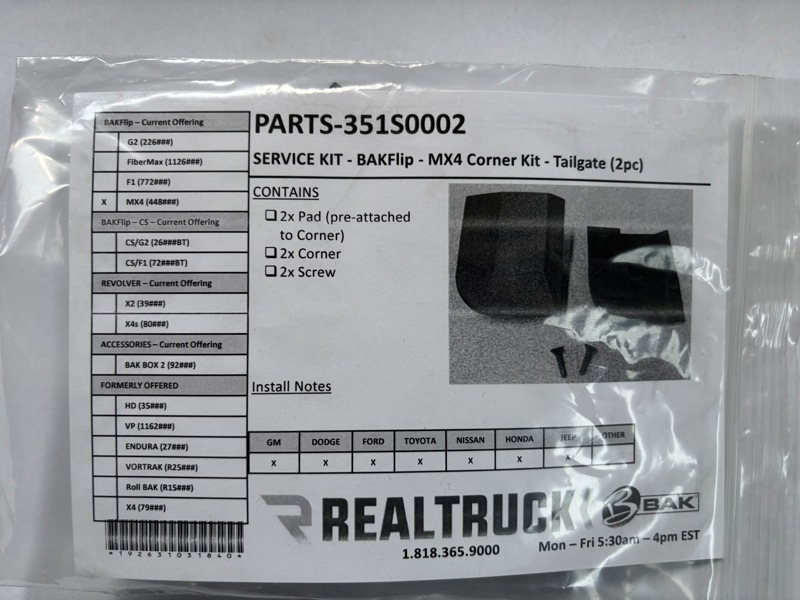 BAKFlip – Current Offering
G2 (226###)
FiberMax (1126###)
F1 (772###)
X MX4 (448###)
BAKFlip – CS – Current Offering
CS/G2 (26###BT)
CS/F1 (72###BT)
REVOLVER – Current Offering
X2 (39###)
X4s (80###)
ACCESSORIES – Current Offering
BAK BOX 2 (92###)
FORMERLY OFFERED
HD (35###)
VP (1162###)
ENDURA (27###)
VORTRAK (R25###)
Roll BAK (R15###)
X4 (79###)
*192631031840*
PARTS-351S0002
SERVICE KIT - BAKFlip - MX4 Corner Kit - Tailgate (2pc)
CONTAINS
❑ 2x Pad (pre-attached
to Corner)
❑ 2x Corner
❑ 2x Screw
Install Notes
GM DODGE FORD TOYOTA NISSAN HONDA JEEP OTHER
X X X X X X X
REALTRUCK BAK
1.818.365.9000
Mon – Fri 5:30am – 4pm EST